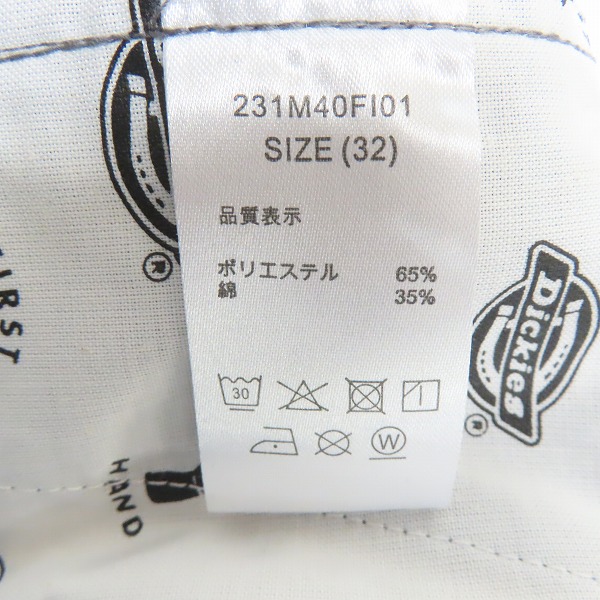 231M40FI01
SIZE (32)
品質表示
ポリエステル 65%
綿 35%
30
W
Dickies
®
®
FIRST
HAND